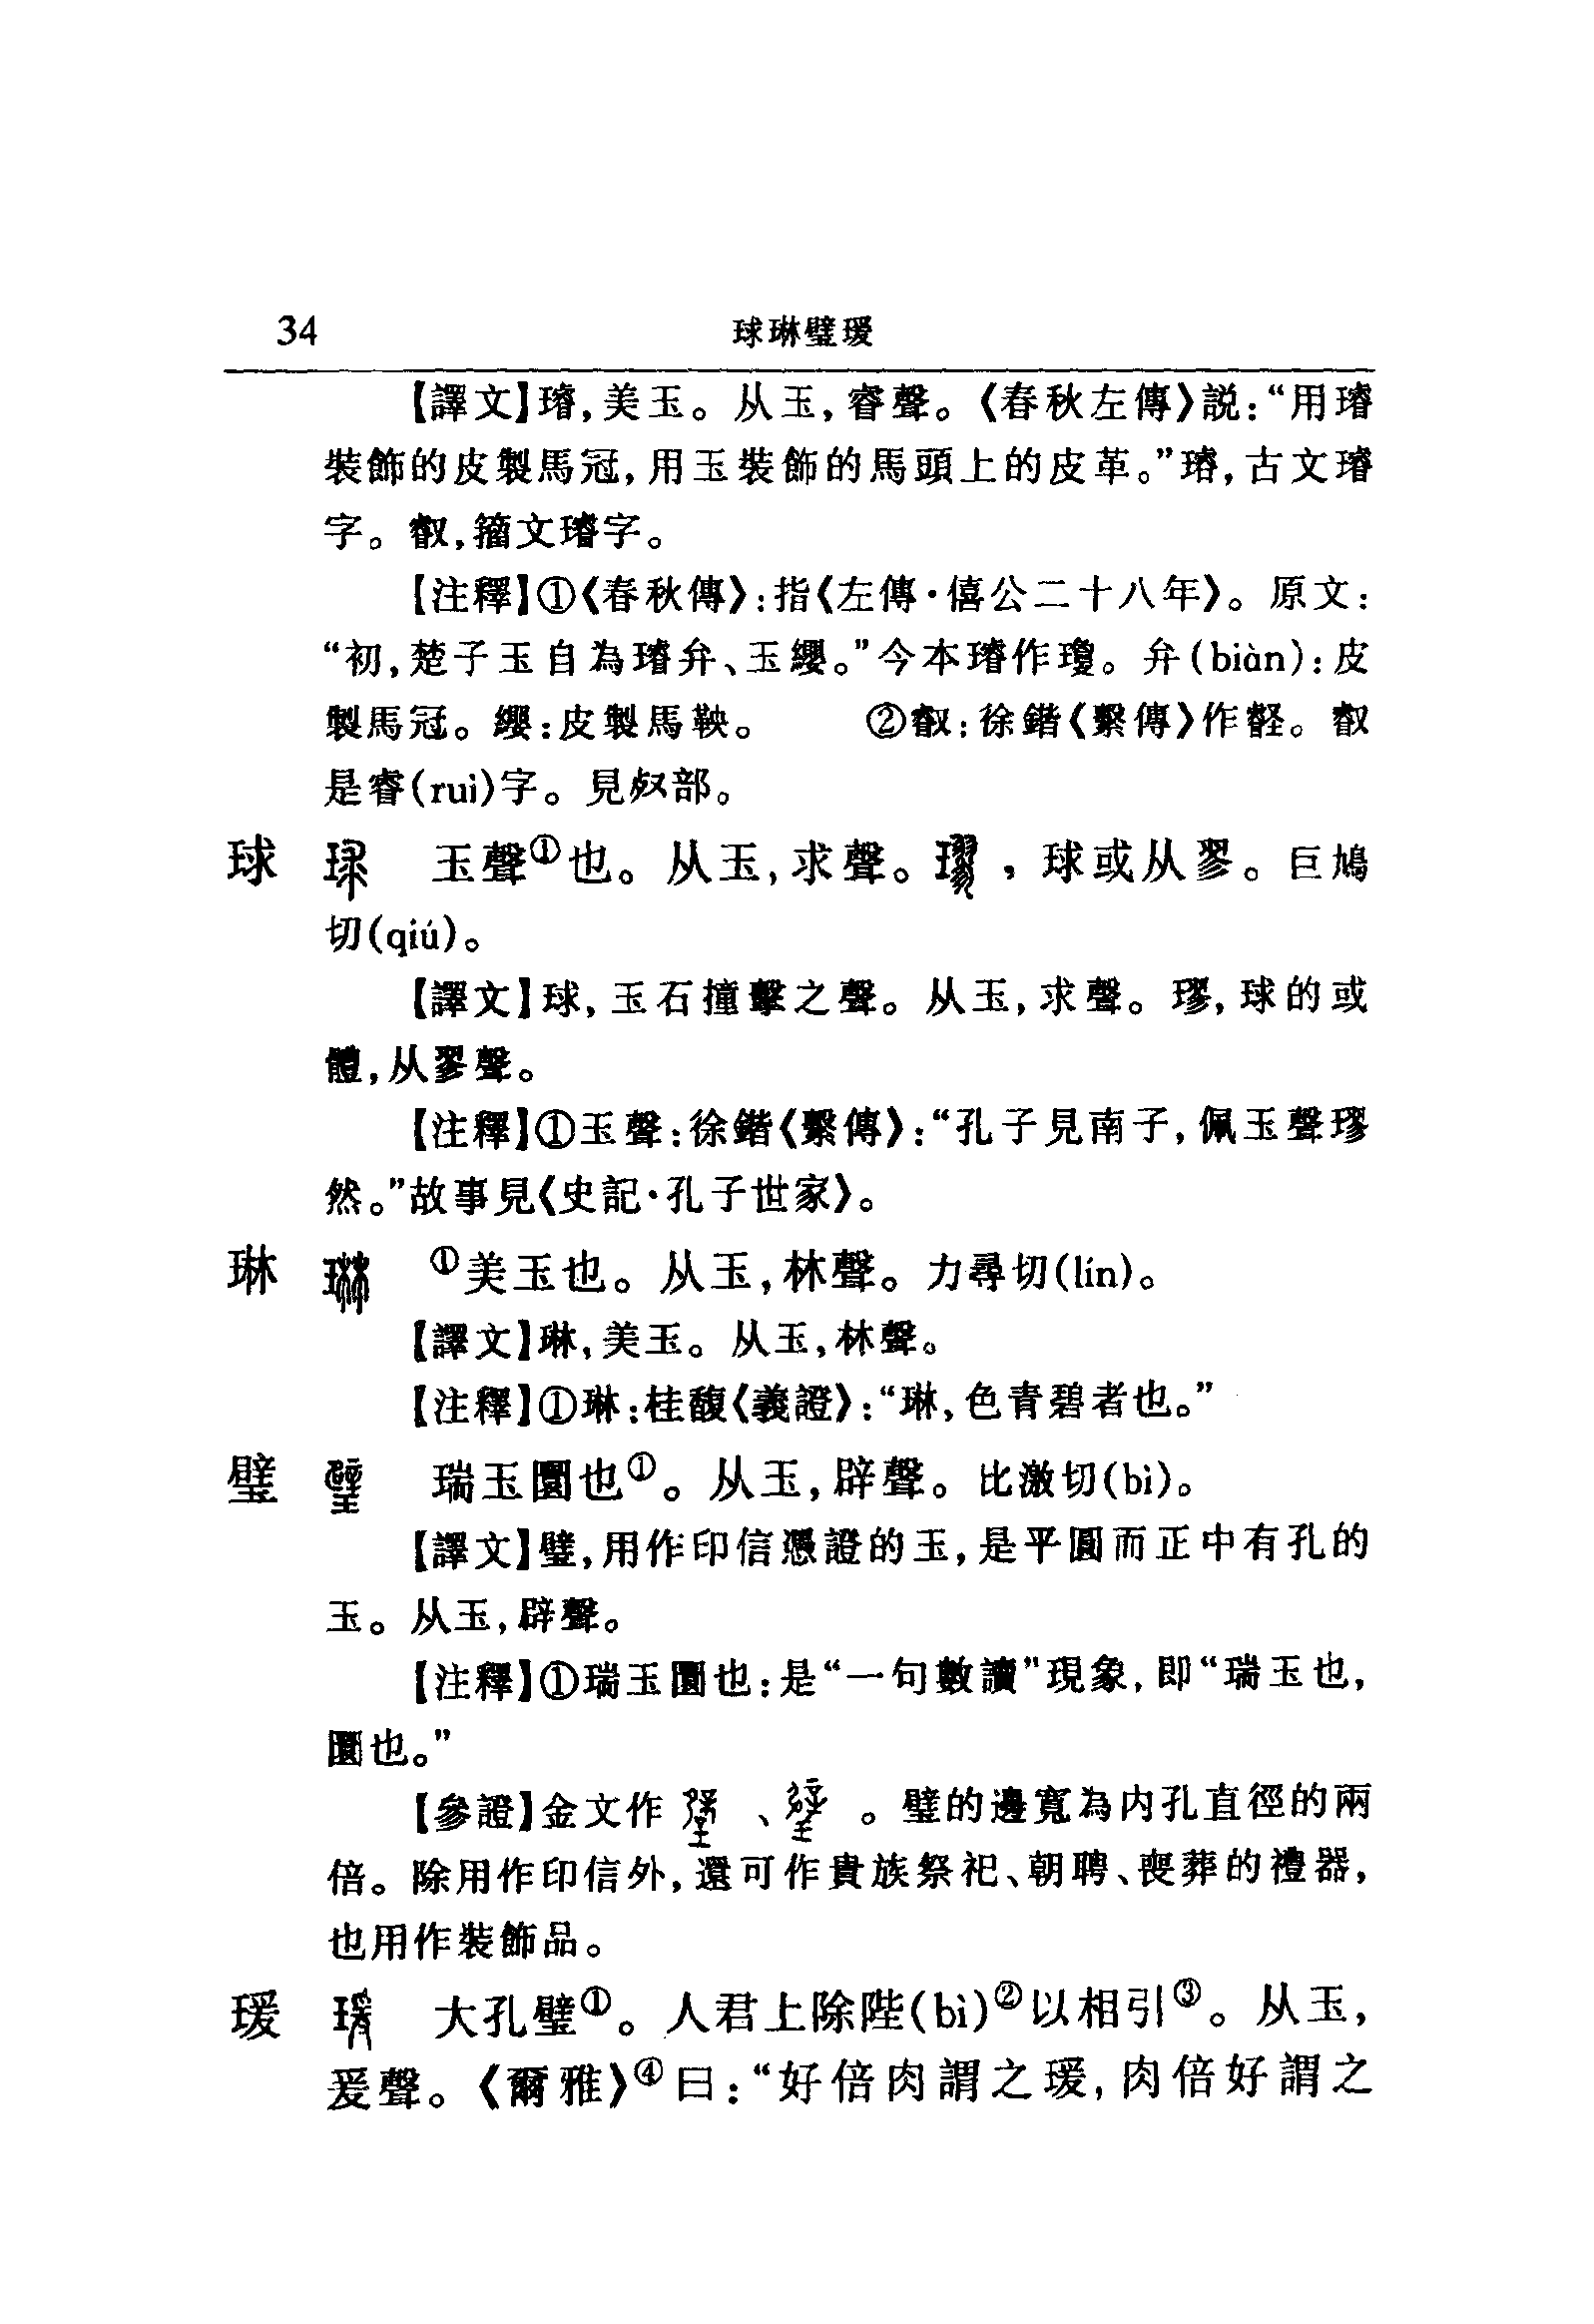 34
球琳璧瑗
【譯文】璿,美玉。从玉,睿聲。《春秋左傳》説:“用璿
裝飾的皮製馬冠,用玉裝飾的馬頭上的皮革。”璿,古文璿
字。叡,籀文璿字。
【注釋】①《春秋傳》:指《左傳·僖公二十八年》。原文:
“初,楚子玉自為璿弁、玉纓。”今本璿作瓊。弁(biàn):皮
製馬冠。纓:皮製馬鞅。 ②叡:徐鍇《繫傳》作壡。叡
是睿(ruì)字。見𣦼部。
球 玉聲①也。从玉,求聲。 ,球或从翏。巨鳩
切(qiú)。
【譯文】球,玉石撞擊之聲。从玉,求聲。璆,球的或
體,从翏聲。
【注釋】①玉聲:徐鍇《繫傳》:“孔子見南子,佩玉聲璆
然。”故事見《史記·孔子世家》。
琳 ①美玉也。从玉,林聲。力尋切(lín)。
【譯文】琳,美玉。从玉,林聲。
【注釋】①琳:桂馥《義證》:“琳,色青碧者也。”
璧 瑞玉圜也①。从玉,辟聲。比激切(bì)。
【譯文】璧,用作印信憑證的玉,是平圓而正中有孔的
玉。从玉,辟聲。
【注釋】①瑞玉圜也:是“一句數讀”現象,即“瑞玉也,
圜也。”
【參證】金文作 、 。璧的邊寬為内孔直徑的兩
倍。除用作印信外,還可作貴族祭祀、朝聘、喪葬的禮器,
也用作裝飾品。
瑗 大孔璧①。人君上除陛(bì)②以相引③。从玉,
爰聲。《爾雅》④曰:“好倍肉謂之瑗,肉倍好謂之